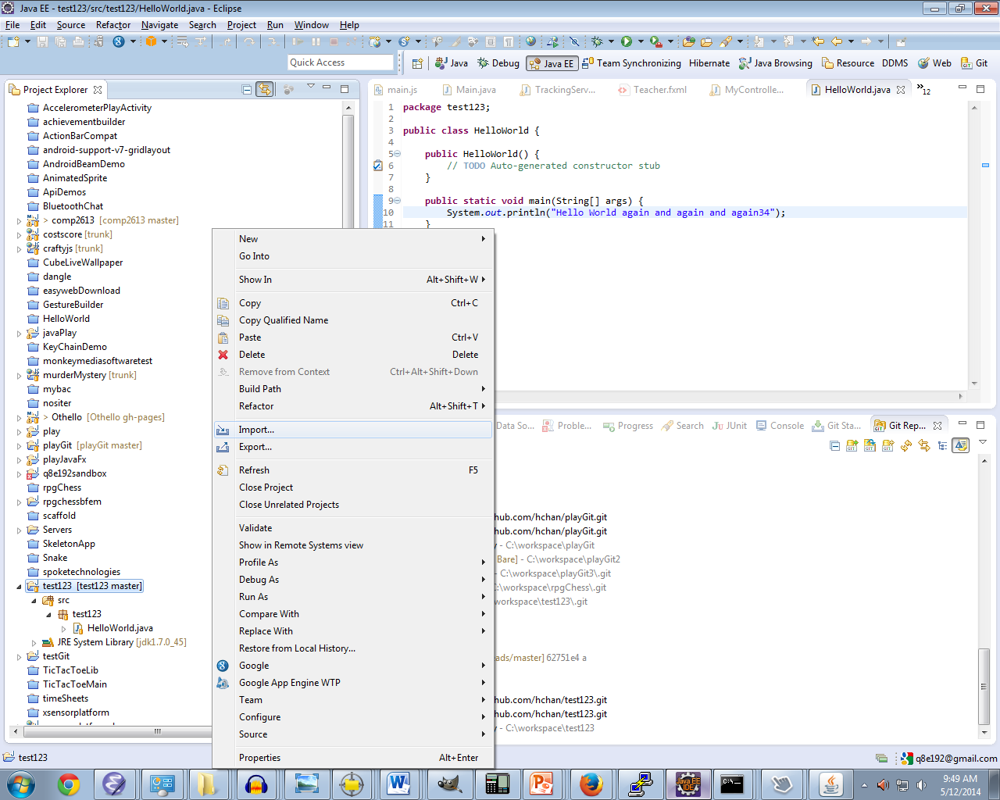 Java EE - test123/src/test123/HelloWorld.java - Eclipse
File Edit Source Refactor Navigate Search Project Run Window Help
Quick Access
Java Debug Java EE Team Synchronizing Hibernate Java Browsing Resource DDMS Web Git
Project Explorer
AccelerometerPlayActivity
achievementbuilder
ActionBarCompat
android-support-v7-gridlayout
AndroidBeamDemo
AnimatedSprite
ApiDemos
BluetoothChat
> comp2613 [comp2613 master]
costscore [trunk]
craftyjs [trunk]
CubeLiveWallpaper
dangle
easywebDownload
GestureBuilder
HelloWorld
javaPlay
KeyChainDemo
monkeymediasoftwaretest
murderMystery [trunk]
mybac
nositer
> Othello [Othello gh-pages]
play
playGit [playGit master]
playJavaFx
q8e192sandbox
rpgChess
rpgchessbfem
scaffold
Servers
SkeletonApp
Snake
spoketechnologies
test123 [test123 master]
src
test123
HelloWorld.java
JRE System Library [jdk1.7.0_45]
testGit
TicTacToeLib
TicTacToeMain
timeSheets
xsensorplatform
main.js Main.java TrackingServ... Teacher.fxml MyControlle... HelloWorld.java »12
1 package test123;
2
3 public class HelloWorld {
4
5 public HelloWorld() {
6 // TODO Auto-generated constructor stub
7 }
8
9 public static void main(String[] args) {
10 System.out.println("Hello World again and again and again34");
11 }
New
Go Into
Show In Alt+Shift+W
Copy Ctrl+C
Copy Qualified Name
Paste Ctrl+V
Delete Delete
Remove from Context Ctrl+Alt+Shift+Down
Build Path
Refactor Alt+Shift+T
Import...
Export...
Refresh F5
Close Project
Close Unrelated Projects
Validate
Show in Remote Systems view
Profile As
Debug As
Run As
Compare With
Replace With
Restore from Local History...
Google
Google App Engine WTP
Team
Configure
Source
Properties Alt+Enter
Data So... Proble... Progress Search JUnit Console Git Sta... Git Rep...
hub.com/hchan/playGit.git
hub.com/hchan/playGit.git
y - C:\workspace\playGit
Bare] - C:\workspace\playGit2
- C:\workspace\playGit3\.git
C:\workspace\rpgChess\.git
workspace\test123\.git
ads/master] 62751e4 a
hub.com/hchan/test123.git
hub.com/hchan/test123.git
y - C:\workspace\test123
test123
q8e192@gmail.com
9:49 AM
5/12/2014